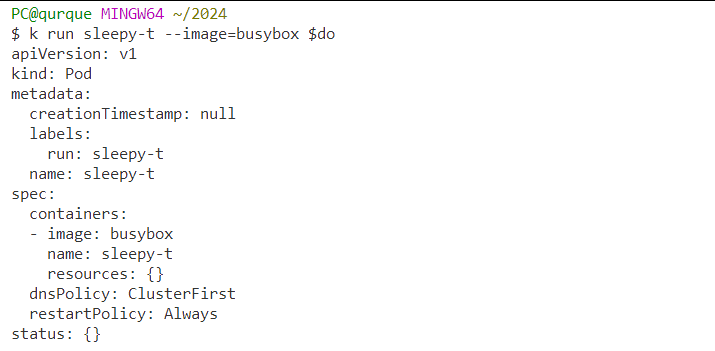 PC@qurque MINGW64 ~/2024
$ k run sleepy-t --image=busybox $do
apiVersion: v1
kind: Pod
metadata:
  creationTimestamp: null
  labels:
    run: sleepy-t
  name: sleepy-t
spec:
  containers:
  - image: busybox
    name: sleepy-t
    resources: {}
  dnsPolicy: ClusterFirst
  restartPolicy: Always
status: {}